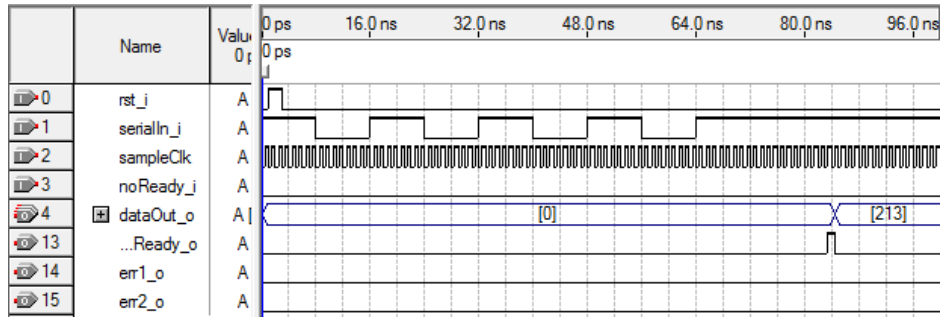 Name Value 0 ps 16.0 ns 32.0 ns 48.0 ns 64.0 ns 80.0 ns 96.0 ns
0 p 0 ps
0 rst_i A
1 serialIn_i A
2 sampleClk A
3 noReady_i A
4 dataOut_o A [ [0] [213]
13 ...Ready_o A
14 err1_o A
15 err2_o A